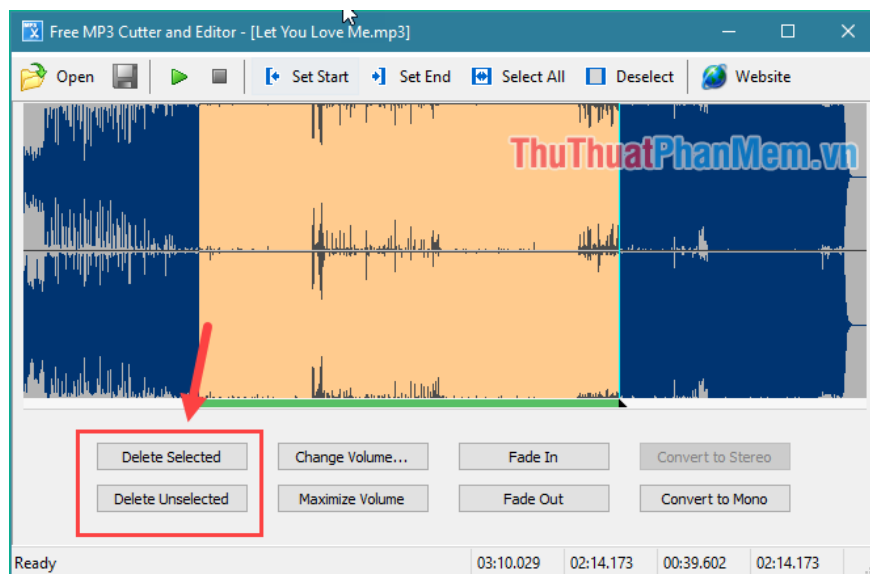 Free MP3 Cutter and Editor - [Let You Love Me.mp3]
Open Set Start Set End Select All Deselect Website
ThuThuatPhanMem.vn
Delete Selected Change Volume... Fade In Convert to Stereo
Delete Unselected Maximize Volume Fade Out Convert to Mono
Ready 03:10.029 02:14.173 00:39.602 02:14.173